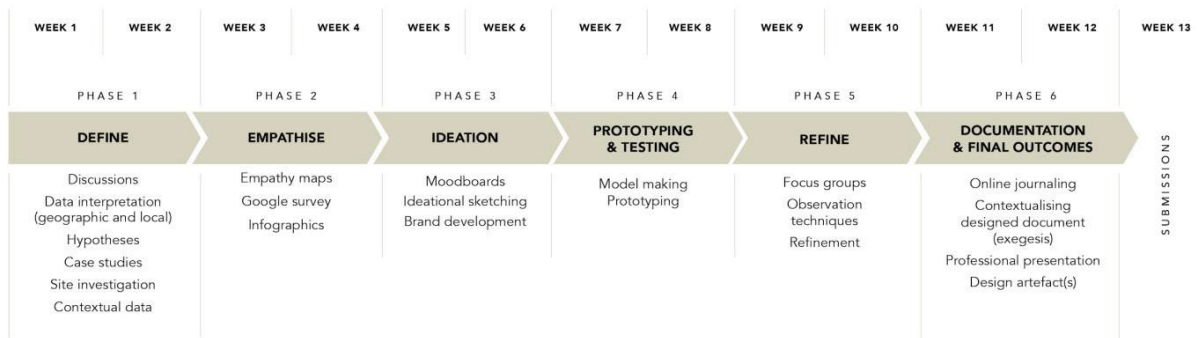 WEEK 1 WEEK 2 WEEK 3 WEEK 4 WEEK 5 WEEK 6 WEEK 7 WEEK 8 WEEK 9 WEEK 10 WEEK 11 WEEK 12 WEEK 13
PHASE 1
DEFINE
Discussions
Data interpretation
(geographic and local)
Hypotheses
Case studies
Site investigation
Contextual data
PHASE 2
EMPATHISE
Empathy maps
Google survey
Infographics
PHASE 3
IDEATION
Moodboards
Ideational sketching
Brand development
PHASE 4
PROTOTYPING
& TESTING
Model making
Prototyping
PHASE 5
REFINE
Focus groups
Observation
techniques
Refinement
PHASE 6
DOCUMENTATION
& FINAL OUTCOMES
Online journaling
Contextualising
designed document
(exegesis)
Professional presentation
Design artefact(s)
SUBMISSIONS